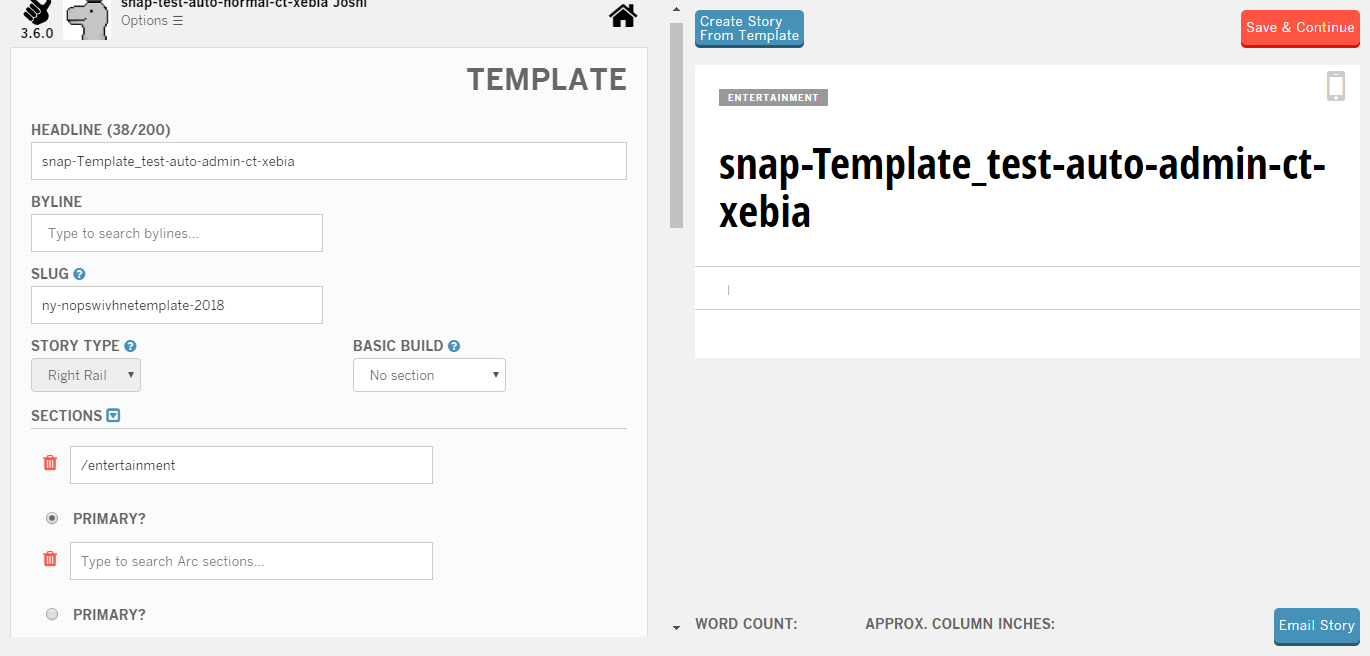 snap-test-auto-normal-ct-xebia Joshi
Options ☰
3.6.0
TEMPLATE
HEADLINE (38/200)
snap-Template_test-auto-admin-ct-xebia
BYLINE
Type to search bylines...
SLUG
ny-nopswivhnetemplate-2018
STORY TYPE
BASIC BUILD
Right Rail
No section
SECTIONS
/entertainment
PRIMARY?
Type to search Arc sections...
PRIMARY?
Create Story
From Template
Save & Continue
ENTERTAINMENT
snap-Template_test-auto-admin-ct-
xebia
|
WORD COUNT:
APPROX. COLUMN INCHES:
Email Story